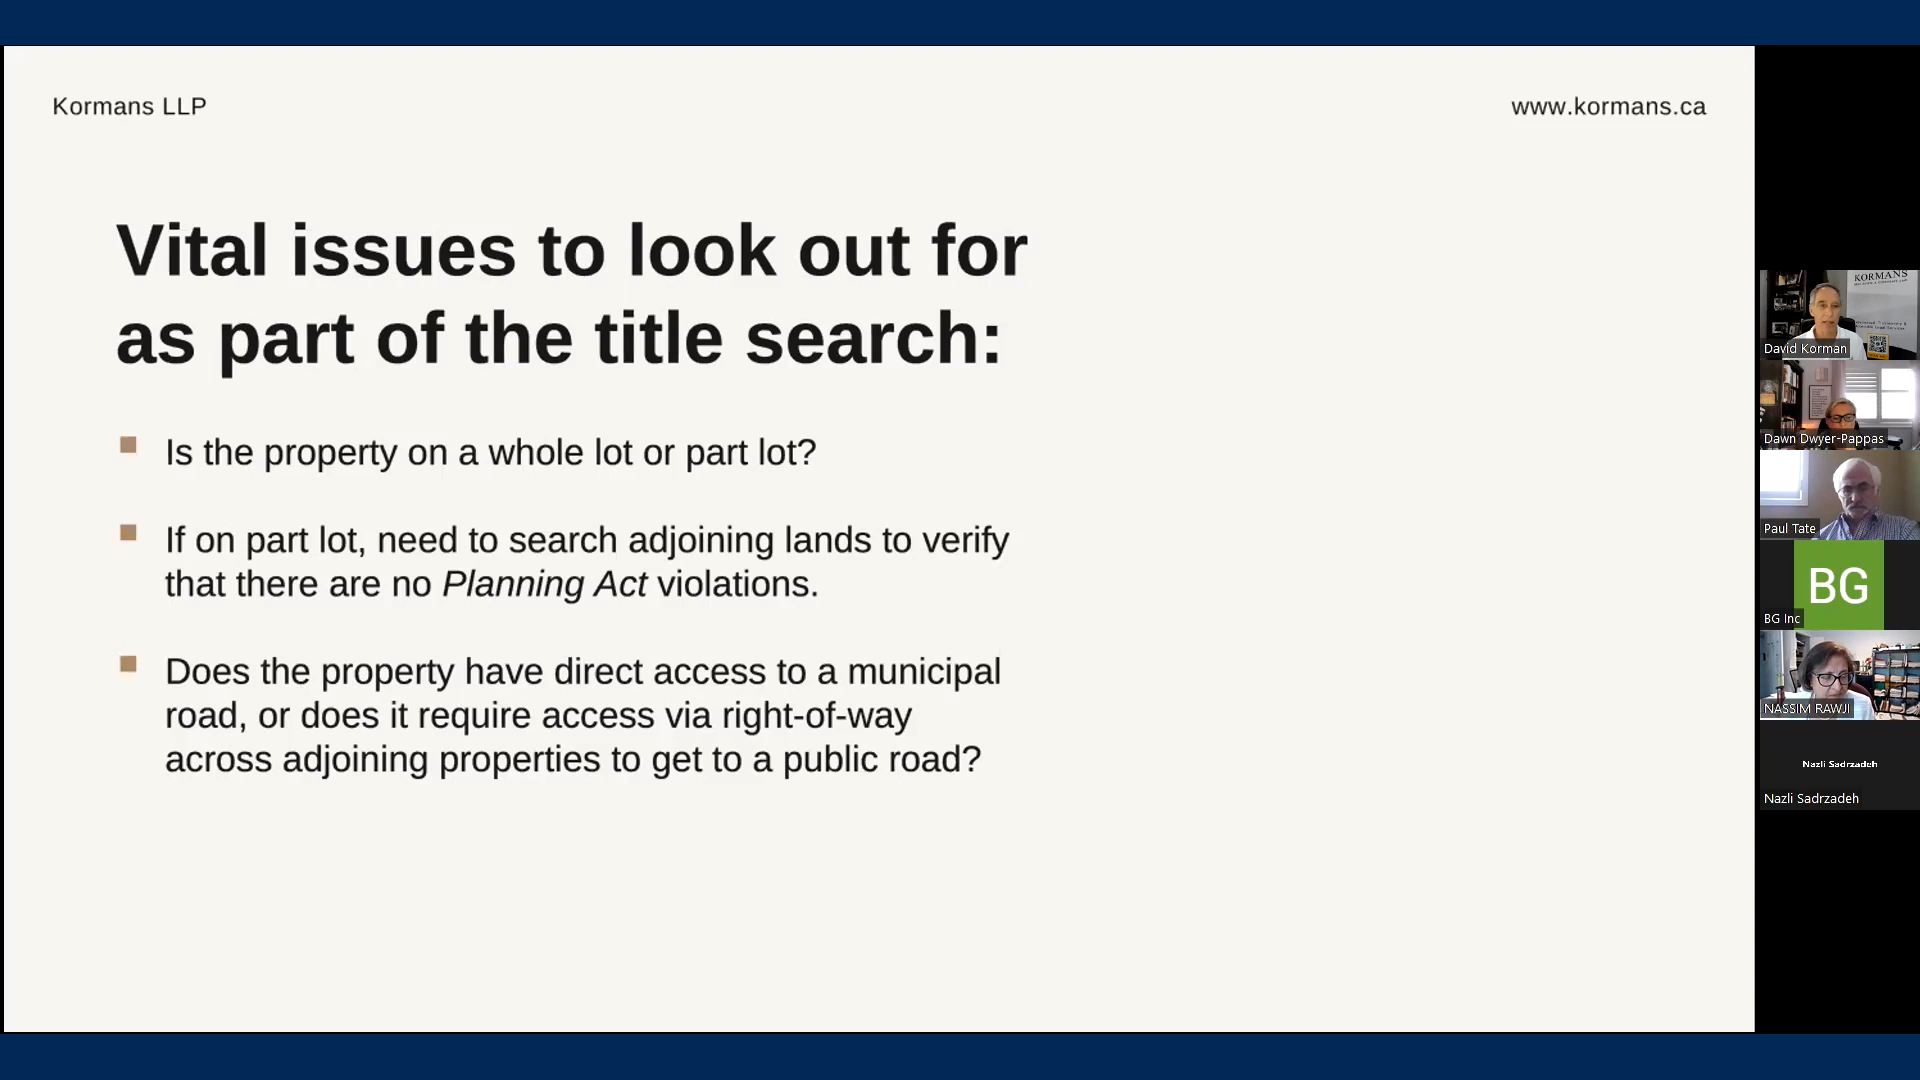 Kormans LLP
www.kormans.ca
Vital issues to look out for
as part of the title search:
Is the property on a whole lot or part lot?
If on part lot, need to search adjoining lands to verify
that there are no Planning Act violations.
Does the property have direct access to a municipal
road, or does it require access via right-of-way
across adjoining properties to get to a public road?
KORMANS
David Korman
Dawn Dwyer-Pappas
Paul Tate
BG
BG Inc
NASSIM RAWJI
Nazli Sadrzadeh
Nazli Sadrzadeh